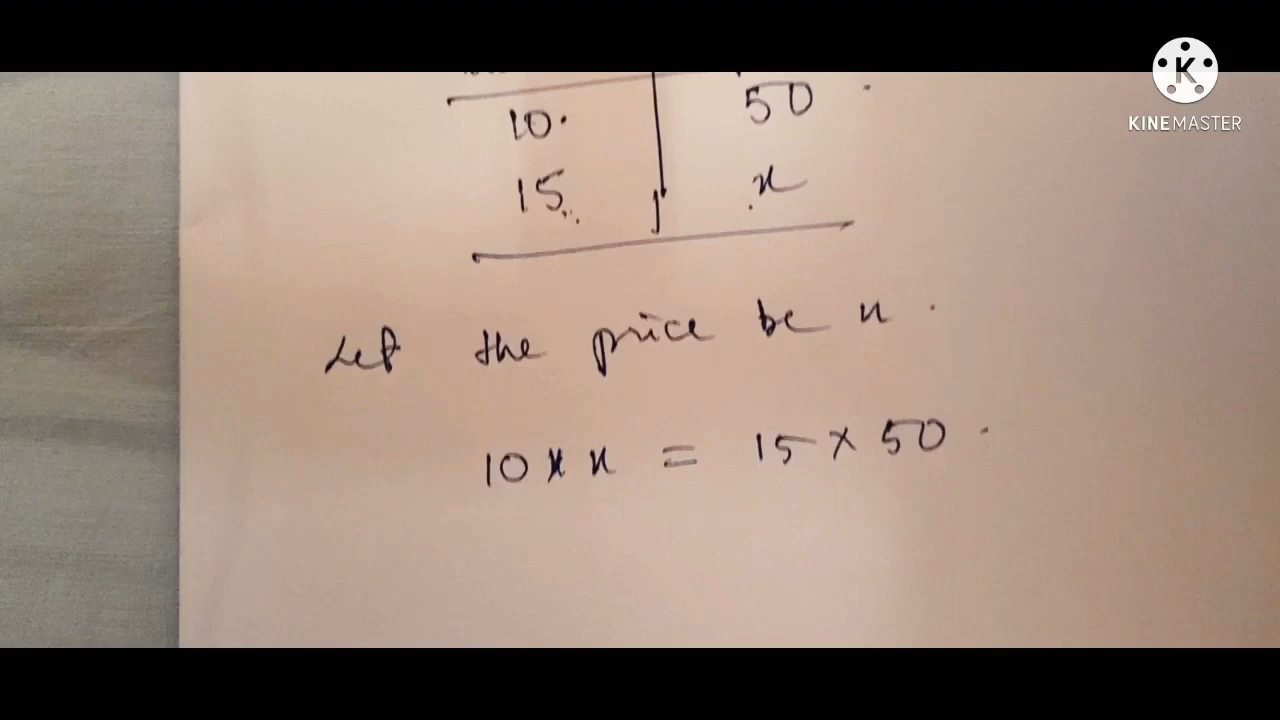 10. 50 .
15 x
Let the price be x .
10 × x = 15 × 50 .
K
KINEMASTER